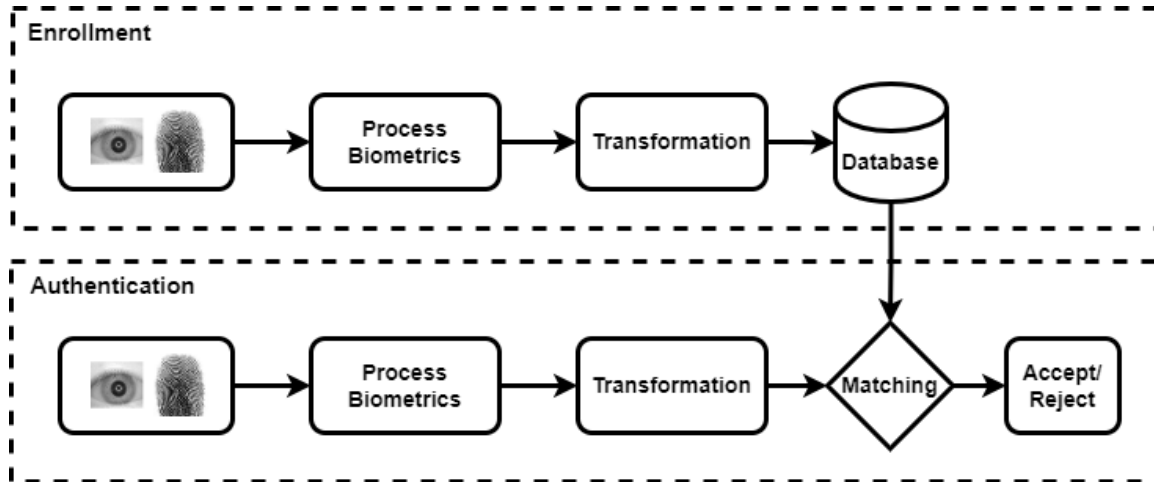 Enrollment
Process
Biometrics
Transformation
Database
Authentication
Process
Biometrics
Transformation
Matching
Accept/
Reject